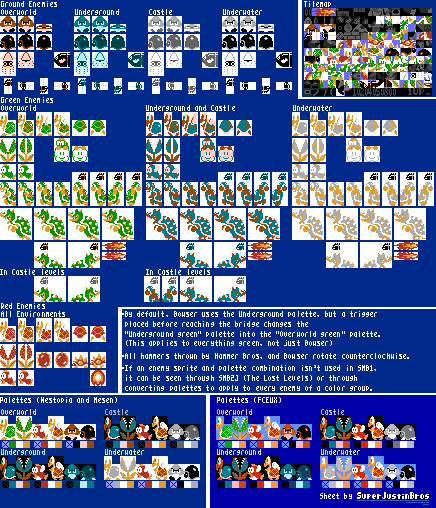 Ground Enemies
Overworld
Underground
Castle
Underwater
Tilemap
Green Enemies
Overworld
Underground and Castle
Underwater
In Castle levels
In Castle levels
Red Enemies
All Environments
•By default, Bowser uses the Underground palette, but a trigger
placed before reaching the bridge changes the
"Underground green" palette into the "Overworld green" palette.
(This applies to everything green, not just Bowser)
•All hammers thrown by Hammer Bros. and Bowser rotate counterclockwise.
•If an enemy sprite and palette combination isn't used in SMB1,
it can be seen through SMB2J (The Lost Levels) or through
converting palettes to apply to every enemy of a color group.
Palettes (Nestopia and Mesen)
Overworld
Castle
Underground
Underwater
Palettes (FCEUX)
Overworld
Castle
Underground
Underwater
Sheet by SuperJustinBros